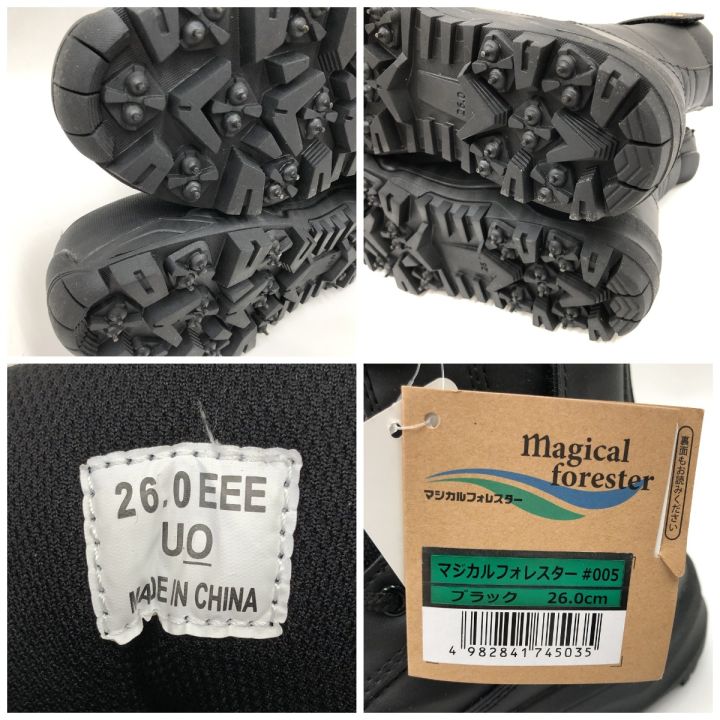 26.0
26.0EEE
UO
MADE IN CHINA
magical
forester
マジカルフォレスター
裏面もお読みください
マジカルフォレスター #005
ブラック 26.0cm
4 982841 745035